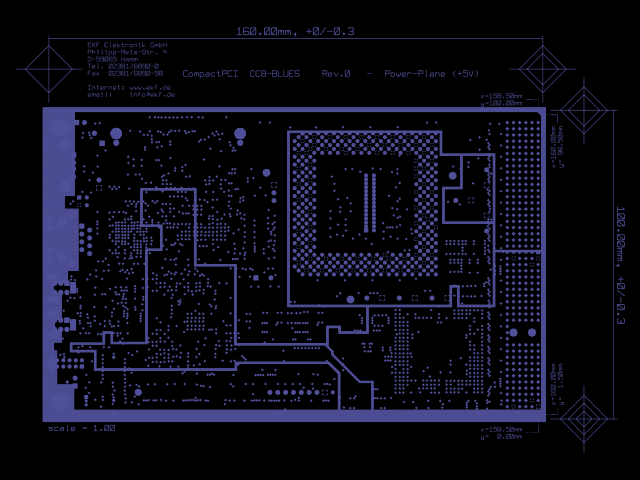 160.00mm, +0/-0.3
EKF Elektronik GmbH
Philipp-Reis-Str. 4
D-59065 Hamm
Tel. 02381/6890-0
Fax 02381/6890-90
Internet: www.ekf.de
email: info@ekf.de
CompactPCI CC8-BLUES Rev.0 - Power-Plane (+5V)
x=158.50mm
y=100.00mm
x=160.00mm
y= 98.50mm
100.00mm, +0/-0.3
x=160.00mm
y= 1.50mm
scale = 1.00
x=158.50mm
y= 0.00mm